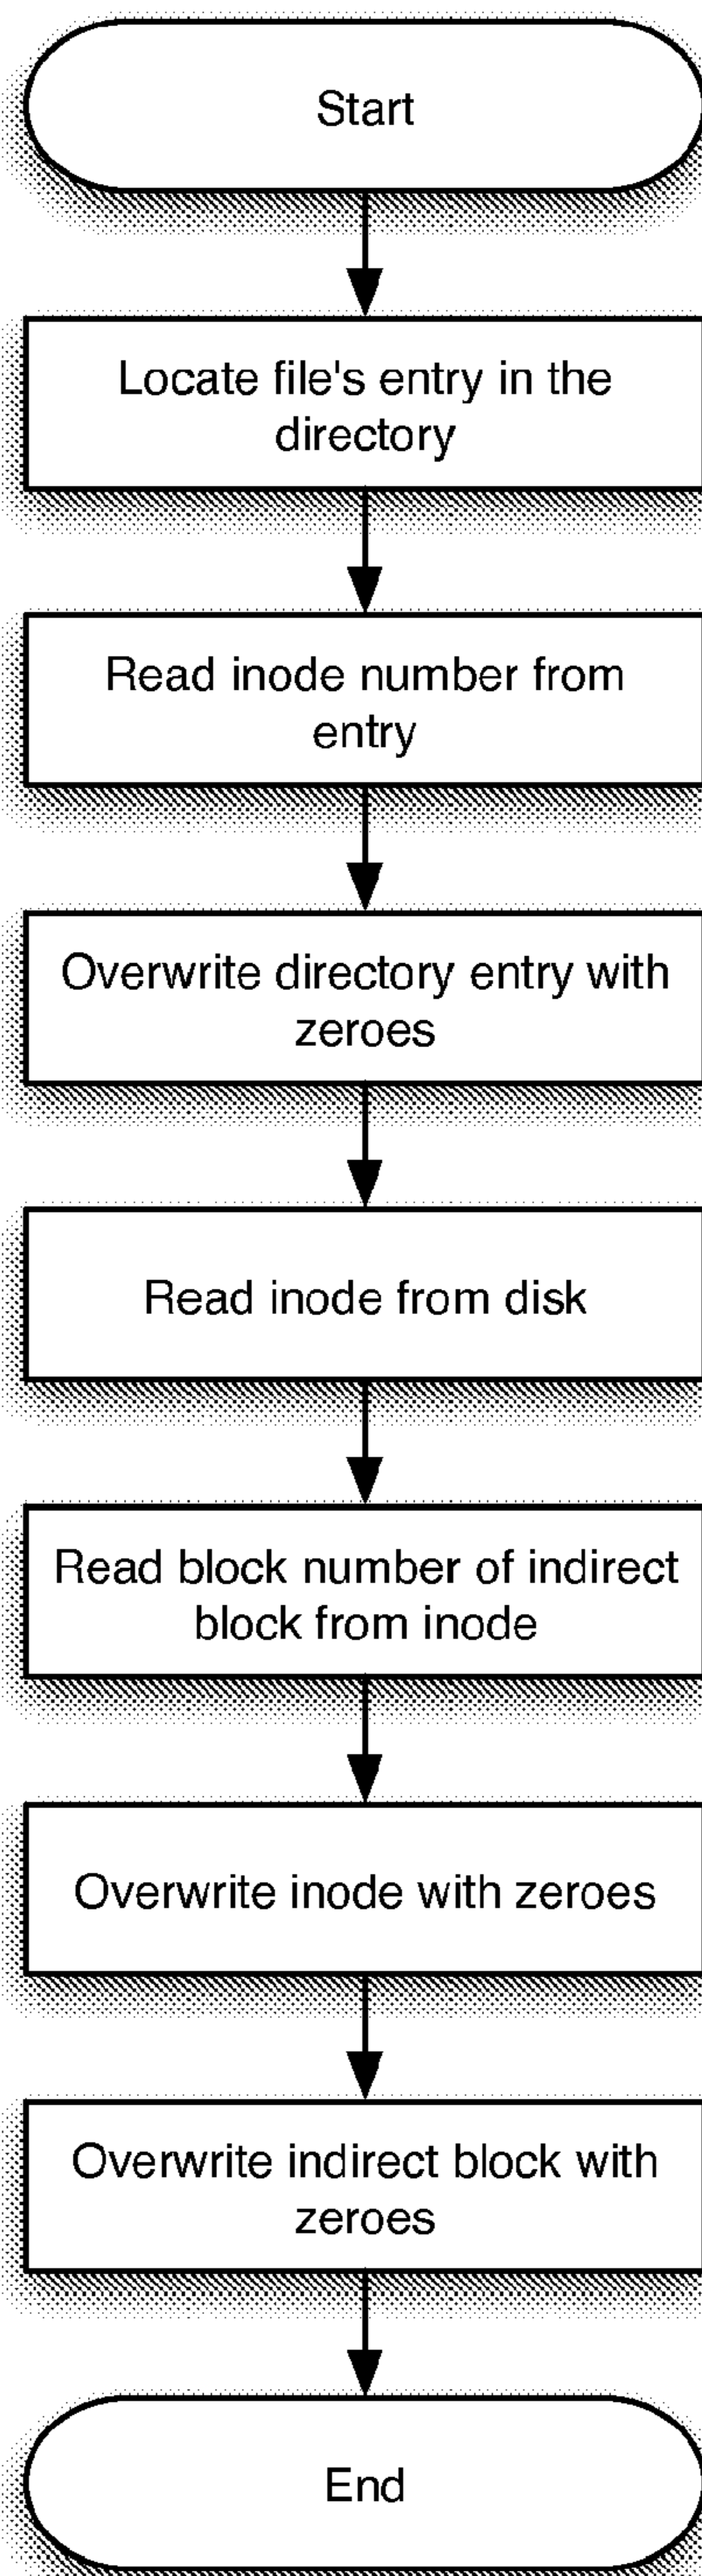 Start
Locate file's entry in the
directory
Read inode number from
entry
Overwrite directory entry with
zeroes
Read inode from disk
Read block number of indirect
block from inode
Overwrite inode with zeroes
Overwrite indirect block with
zeroes
End